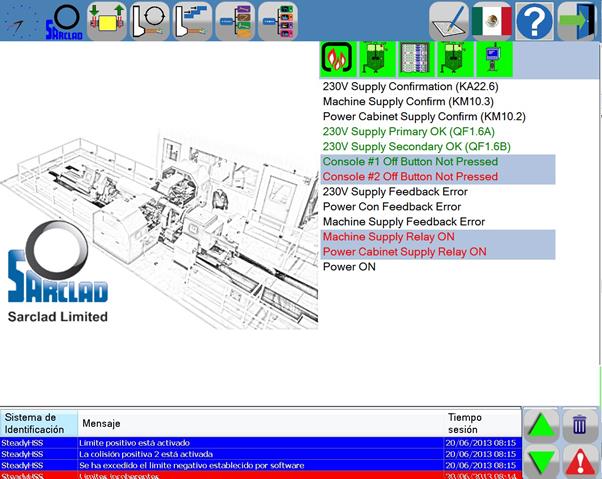 SARCLAD
?
230V Supply Confirmation (KA22.6)
Machine Supply Confirm (KM10.3)
Power Cabinet Supply Confirm (KM10.2)
230V Supply Primary OK (QF1.6A)
230V Supply Secondary OK (QF1.6B)
Console #1 Off Button Not Pressed
Console #2 Off Button Not Pressed
230V Supply Feedback Error
Power Con Feedback Error
Machine Supply Feedback Error
Machine Supply Relay ON
Power Cabinet Supply Relay ON
Power ON
SARCLAD
Sarclad Limited
Sistema de Identificación Mensaje Tiempo sesión
SteadyHSS Límite positivo está activado 20/06/2013 08:15
SteadyHSS La colisión positiva 2 está activada 20/06/2013 08:15
SteadyHSS Se ha excedido el límite negativo establecido por software 20/06/2013 08:15
SteadyHSS Límites incoherentes 20/06/2013 08:14